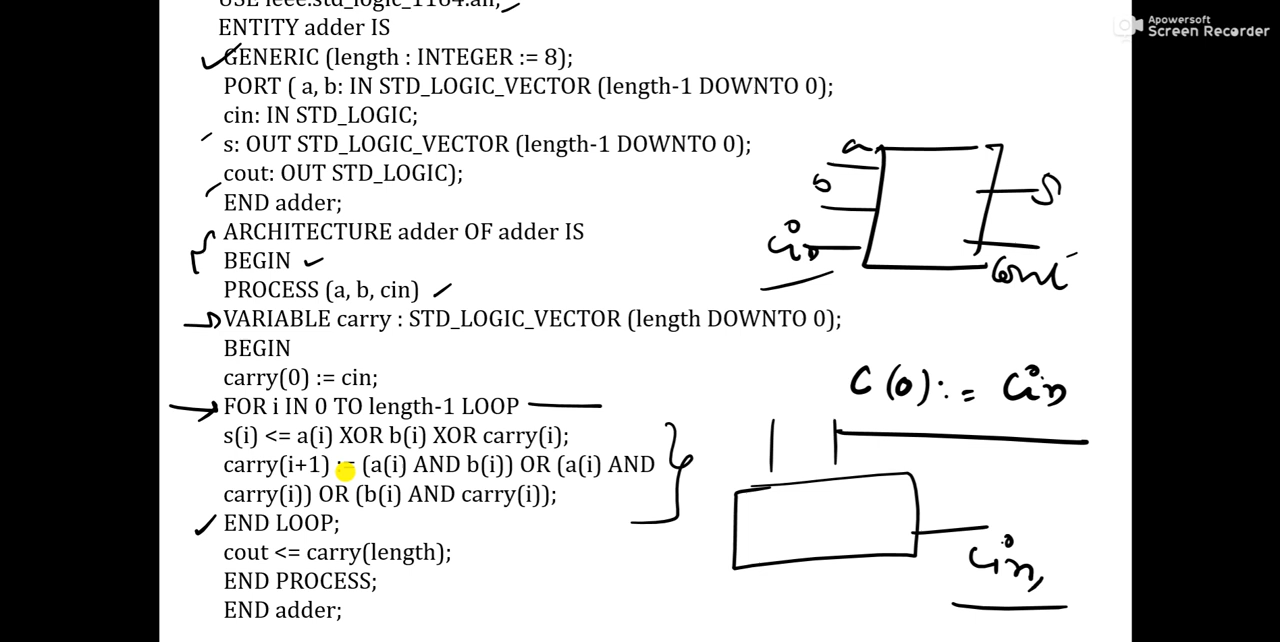 USE ieee.std_logic_1164.all;
ENTITY adder IS
GENERIC (length : INTEGER := 8);
PORT ( a, b: IN STD_LOGIC_VECTOR (length-1 DOWNTO 0);
cin: IN STD_LOGIC;
s: OUT STD_LOGIC_VECTOR (length-1 DOWNTO 0);
cout: OUT STD_LOGIC);
END adder;
ARCHITECTURE adder OF adder IS
BEGIN
PROCESS (a, b, cin)
VARIABLE carry : STD_LOGIC_VECTOR (length DOWNTO 0);
BEGIN
carry(0) := cin;
FOR i IN 0 TO length-1 LOOP
s(i) <= a(i) XOR b(i) XOR carry(i);
carry(i+1) := (a(i) AND b(i)) OR (a(i) AND
carry(i)) OR (b(i) AND carry(i));
END LOOP;
cout <= carry(length);
END PROCESS;
END adder;
Apowersoft
Screen Recorder
a
b
Cin
S
Cout
C(0) := Cin
Cin